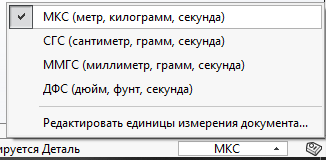 МКС (метр, килограмм, секунда)
СГС (сантиметр, грамм, секунда)
ММГС (миллиметр, грамм, секунда)
ДФС (дюйм, фунт, секунда)
Редактировать единицы измерения документа...
ируется Деталь МКС